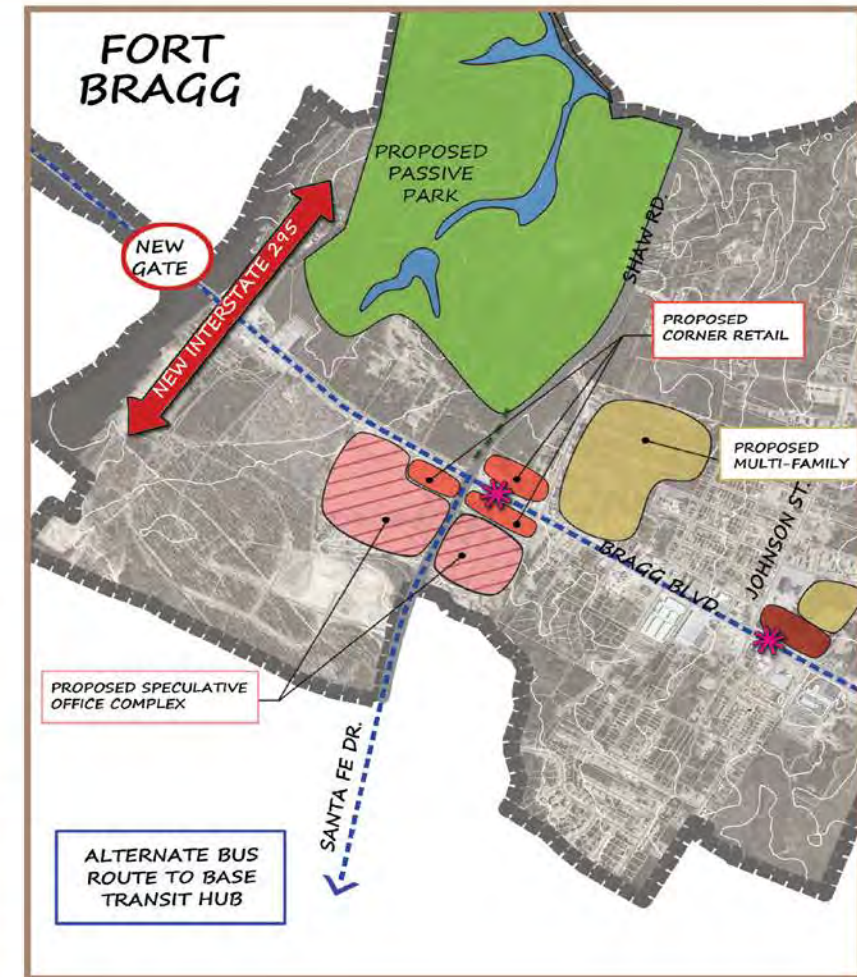 FORT
BRAGG
PROPOSED
PASSIVE
PARK
SHAW RD.
NEW
GATE
NEW INTERSTATE 295
PROPOSED
CORNER RETAIL
PROPOSED
MULTI-FAMILY
JOHNSON ST.
BRAGG BLVD.
PROPOSED SPECULATIVE
OFFICE COMPLEX
SANTA FE DR.
ALTERNATE BUS
ROUTE TO BASE
TRANSIT HUB